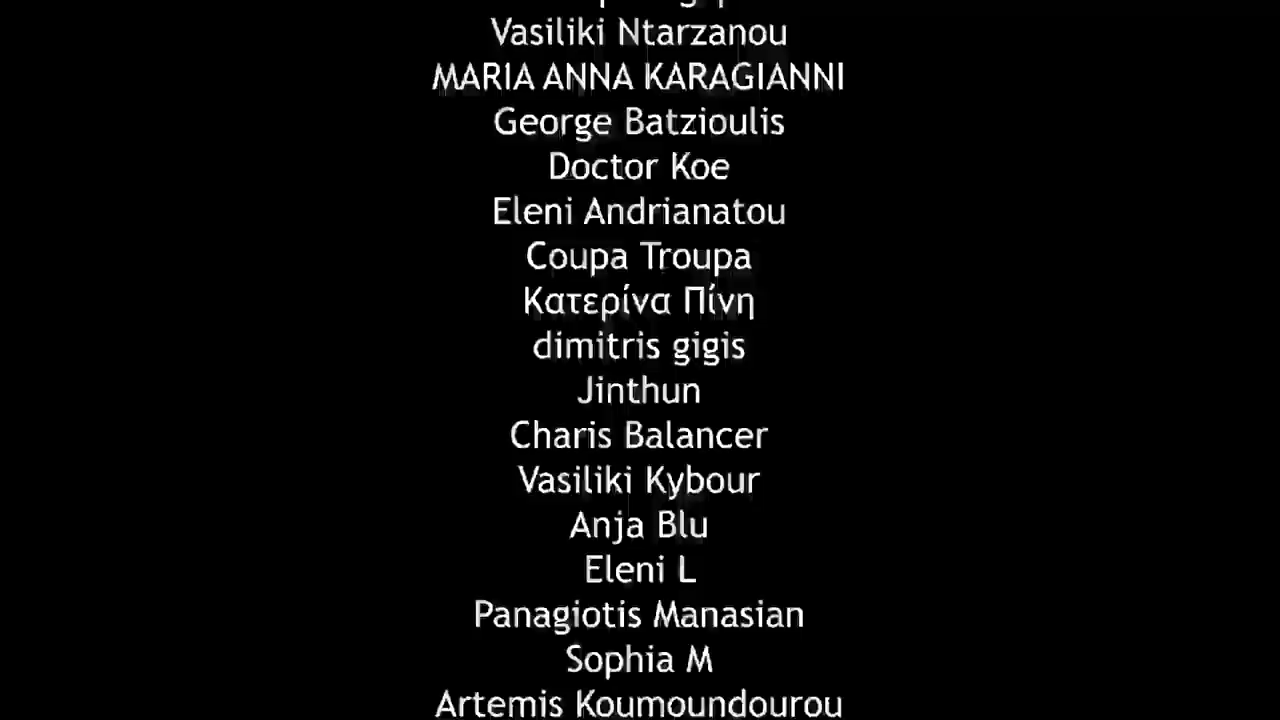 Vasiliki Ntarzanou
MARIA ANNA KARAGIANNI
George Batzioulis
Doctor Koe
Eleni Andrianatou
Coupa Troupa
Κατερίνα Πίνη
dimitris gigis
Jinthun
Charis Balancer
Vasiliki Kybour
Anja Blu
Eleni L
Panagiotis Manasian
Sophia M
Artemis Koumoundourou